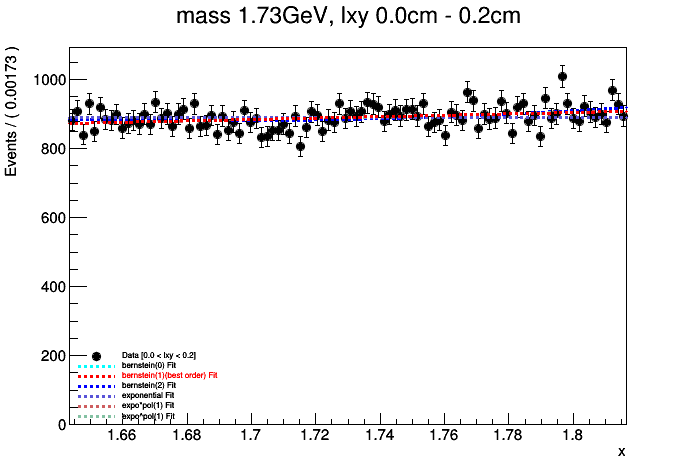 mass 1.73GeV, lxy 0.0cm - 0.2cm
Events / ( 0.00173 )
1000
800
600
400
200
0
Data [0.0 < lxy < 0.2]
bernstein(0) Fit
bernstein(1)(best order) Fit
bernstein(2) Fit
exponential Fit
expo*pol(1) Fit
expo*pol(1) Fit
1.66 1.68 1.7 1.72 1.74 1.76 1.78 1.8
x